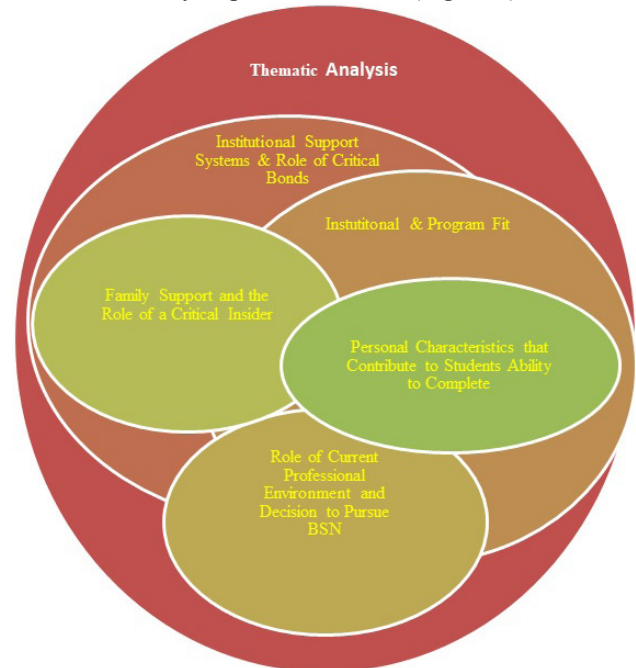 Thematic Analysis
Institutional Support
Systems & Role of Critical
Bonds
Instutitonal & Program Fit
Family Support and the
Role of a Critical Insider
Personal Characteristics that
Contribute to Students Ability
to Complete
Role of Current
Professional
Environment and
Decision to Pursue
BSN